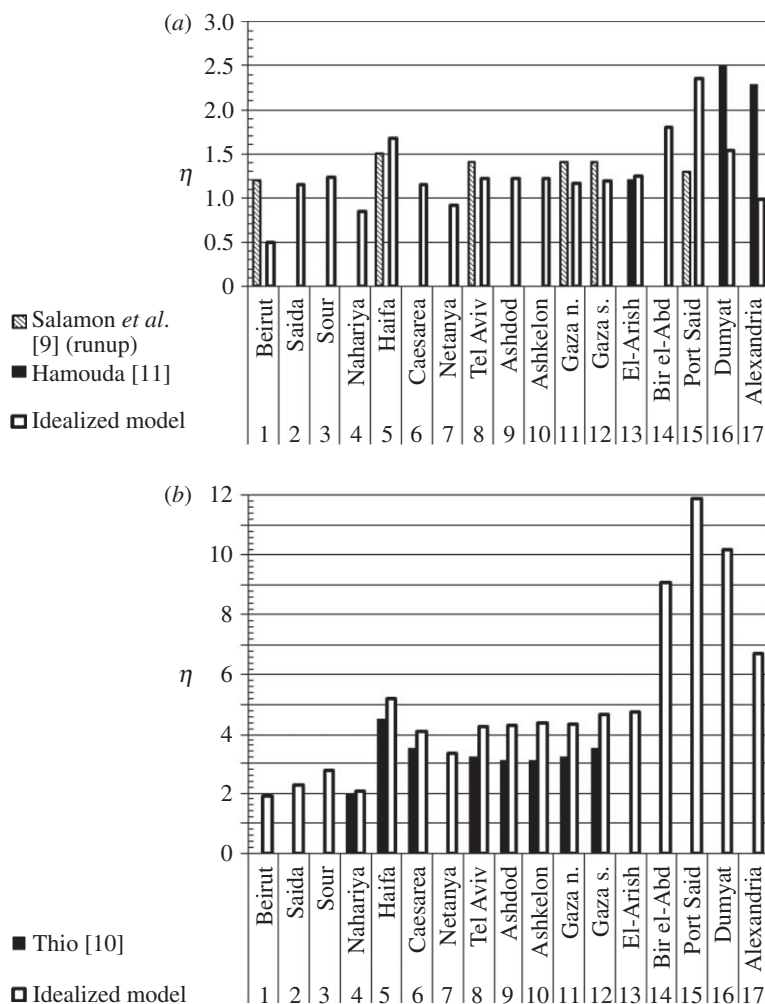 (a)
3.0
2.5
2.0
1.5
1.0
0.5
0
η
Salamon et al. [9] (runup)
Hamouda [11]
Idealized model
Beirut
Saida
Sour
Nahariya
Haifa
Caesarea
Netanya
Tel Aviv
Ashdod
Ashkelon
Gaza n.
Gaza s.
El-Arish
Bir el-Abd
Port Said
Dumyat
Alexandria
1 2 3 4 5 6 7 8 9 10 11 12 13 14 15 16 17
(b)
12
10
8
6
4
2
0
η
Thio [10]
Idealized model
Beirut
Saida
Sour
Nahariya
Haifa
Caesarea
Netanya
Tel Aviv
Ashdod
Ashkelon
Gaza n.
Gaza s.
El-Arish
Bir el-Abd
Port Said
Dumyat
Alexandria
1 2 3 4 5 6 7 8 9 10 11 12 13 14 15 16 17